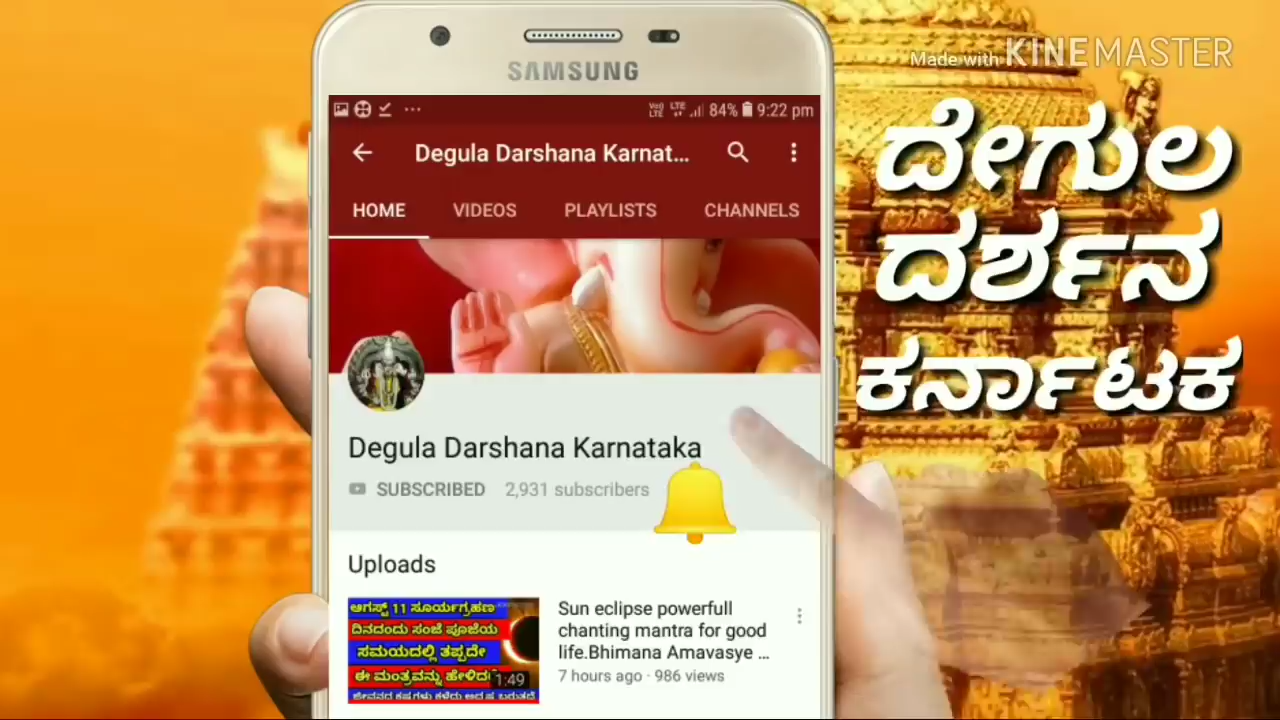 Made with KINEMASTER
SAMSUNG
84% 9:22 pm
Degula Darshana Karnat...
HOME VIDEOS PLAYLISTS CHANNELS
ದೇಗುಲ
ದರ್ಶನ
ಕರ್ನಾಟಕ
Degula Darshana Karnataka
SUBSCRIBED 2,931 subscribers
Uploads
ಆಗಸ್ಟ್ 11 ಸೂರ್ಯಗ್ರಹಣ
ದಿನದಂದು ಸಂಜೆ ಪೂಜೆಯ
ಸಮಯದಲ್ಲಿ ತಪ್ಪದೇ
ಈ ಮಂತ್ರವನ್ನು
1:49
Sun eclipse powerfull
chanting mantra for good
life.Bhimana Amavasye ...
7 hours ago · 986 views